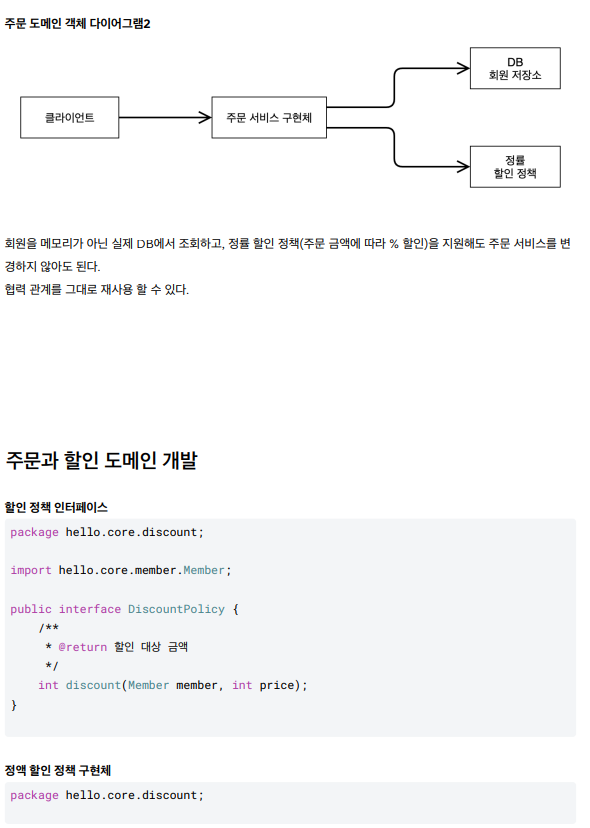 주문 도메인 객체 다이어그램2
DB
회원 저장소
클라이언트
주문 서비스 구현체
정률
할인 정책
회원을 메모리가 아닌 실제 DB에서 조회하고, 정률 할인 정책(주문 금액에 따라 % 할인)을 지원해도 주문 서비스를 변
경하지 않아도 된다.
협력 관계를 그대로 재사용 할 수 있다.
주문과 할인 도메인 개발
할인 정책 인터페이스
package hello.core.discount;
import hello.core.member.Member;
public interface DiscountPolicy {
/**
* @return 할인 대상 금액
*/
int discount(Member member, int price);
}
정액 할인 정책 구현체
package hello.core.discount;